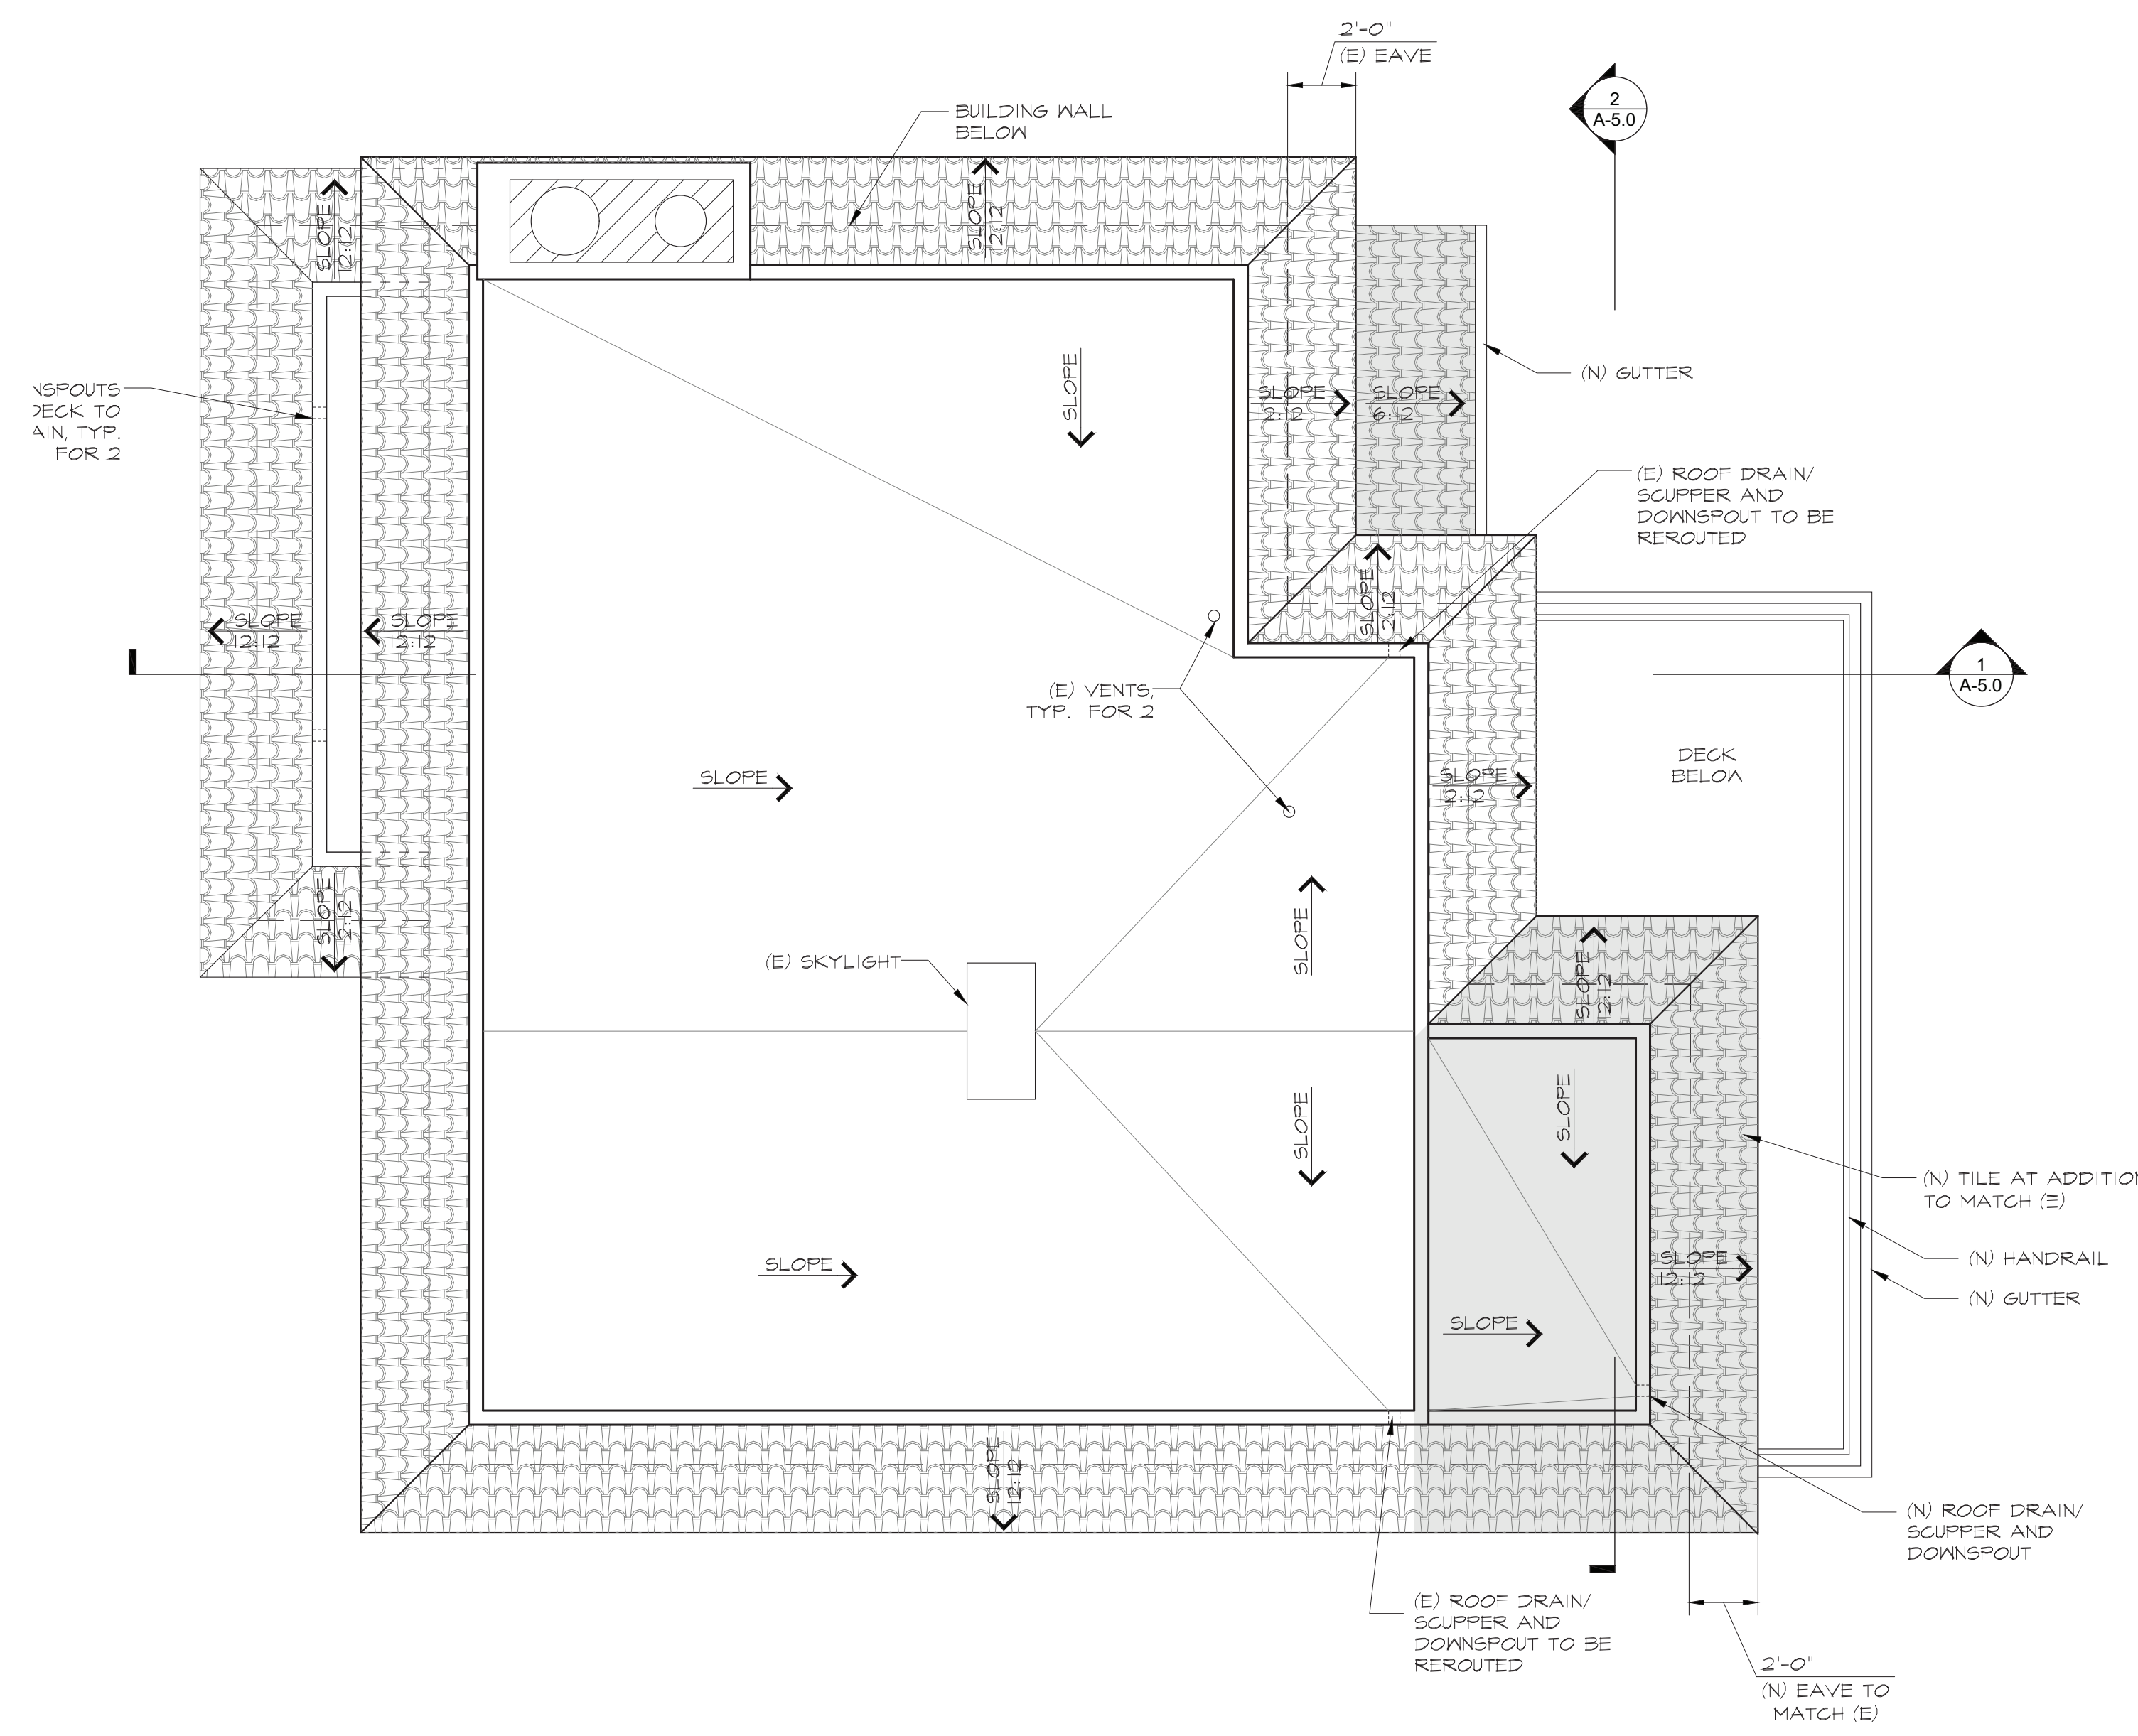 2'-0"
(E) EAVE
2
A-5.0
BUILDING WALL
BELOW
SLOPE
12:12
SLOPE
12:12
SLOPE
(N) GUTTER
SLOPE
12:12
SLOPE
6:12
NSPOUTS
DECK TO
AIN, TYP.
FOR 2
(E) ROOF DRAIN/
SCUPPER AND
DOWNSPOUT TO BE
REROUTED
SLOPE
12:12
SLOPE
12:12
SLOPE
12:12
1
A-5.0
(E) VENTS,
TYP. FOR 2
DECK
BELOW
SLOPE
SLOPE
12:12
SLOPE
12:12
SLOPE
(E) SKYLIGHT
SLOPE
12:12
SLOPE
SLOPE
(N) TILE AT ADDITION
TO MATCH (E)
SLOPE
SLOPE
12:12
(N) HANDRAIL
(N) GUTTER
SLOPE
SLOPE
12:12
(N) ROOF DRAIN/
SCUPPER AND
DOWNSPOUT
(E) ROOF DRAIN/
SCUPPER AND
DOWNSPOUT TO BE
REROUTED
2'-0"
(N) EAVE TO
MATCH (E)